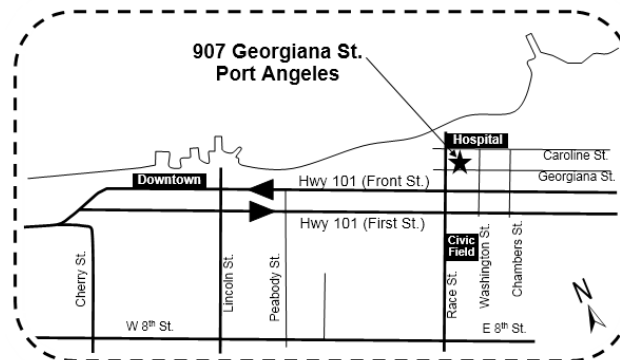 907 Georgiana St.
Port Angeles
Hospital
Caroline St.
Georgiana St.
Downtown
Hwy 101 (Front St.)
Hwy 101 (First St.)
Civic
Field
Cherry St.
Lincoln St.
Peabody St.
Race St.
Washington St.
Chambers St.
N
W 8th St.
E 8th St.